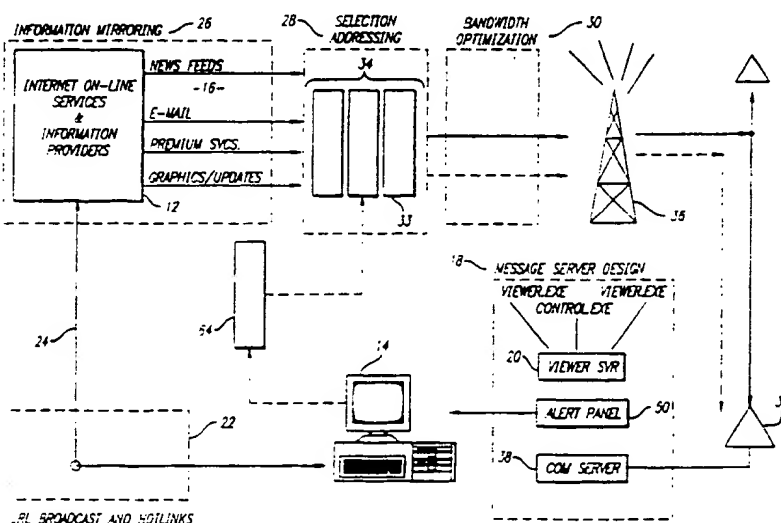 INFORMATION MIRRORING
26
28
SELECTION
ADDRESSING
BANDWIDTH
OPTIMIZATION
30
INTERNET ON-LINE
SERVICES
&
INFORMATION
PROVIDERS
NEWS FEEDS
-16-
E-MAIL
PREMIUM SVCS.
GRAPHICS/UPDATES
12
34
33
36
24
54
14
22
18
MESSAGE SERVER DESIGN
VIEWER.EXE
VIEWER.EXE
CONTROL.EXE
20
VIEWER SVR
ALERT PANEL
50
38
COM SERVER
BROADCAST AND HOTLINKS